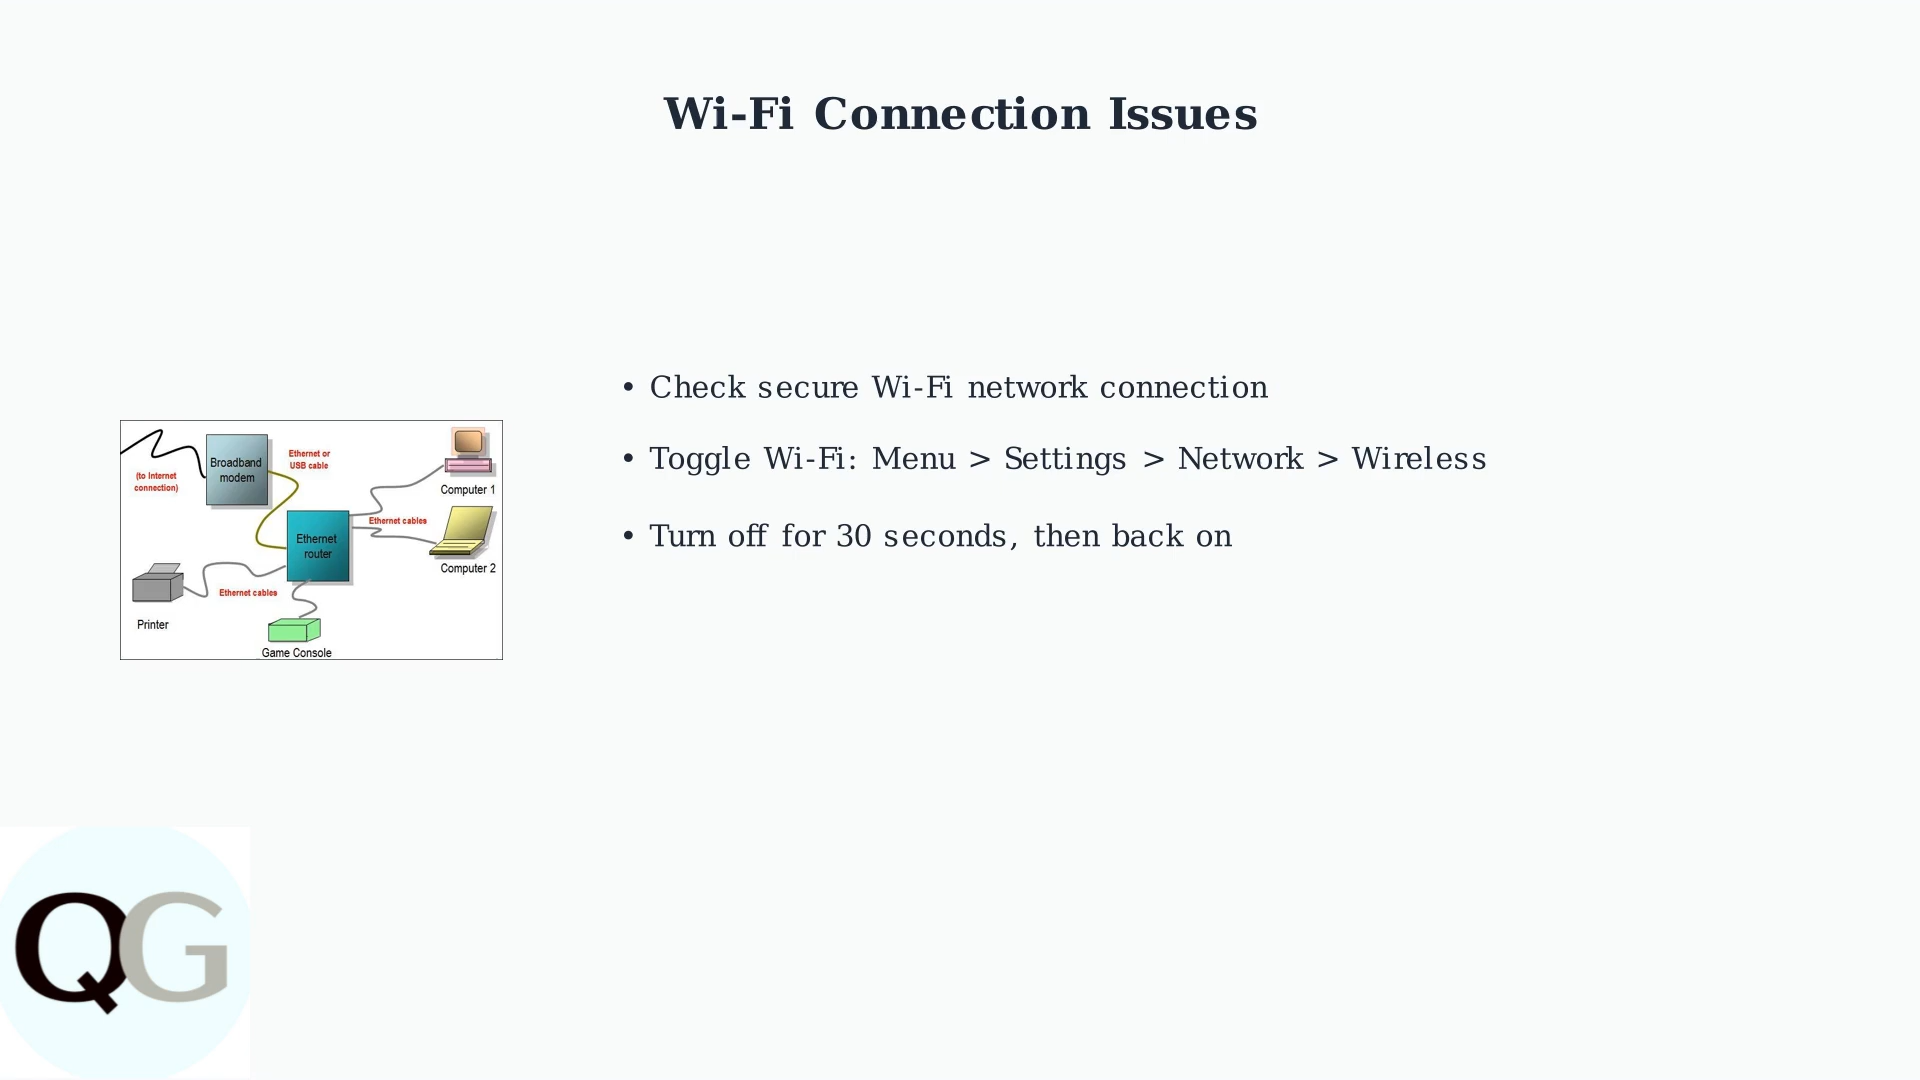 Wi-Fi Connection Issues
• Check secure Wi-Fi network connection
• Toggle Wi-Fi: Menu > Settings > Network > Wireless
• Turn off for 30 seconds, then back on
(to Internet
connection)
Broadband
modem
Ethernet or
USB cable
Computer 1
Ethernet cables
Ethernet
router
Computer 2
Ethernet cables
Printer
Game Console
QG